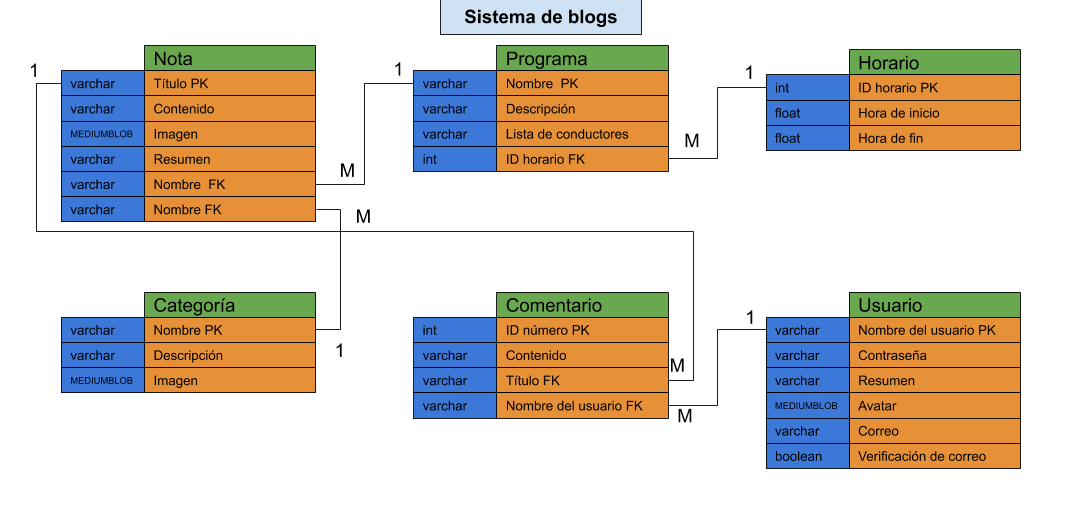 Sistema de blogs
1
Nota
varchar Título PK
varchar Contenido
MEDIUMBLOB Imagen
varchar Resumen
varchar Nombre  FK
varchar Nombre FK
M
M
1
Programa
varchar Nombre  PK
varchar Descripción
varchar Lista de conductores
int ID horario FK
M
1
Horario
int ID horario PK
float Hora de inicio
float Hora de fin
Categoría
varchar Nombre PK
varchar Descripción
MEDIUMBLOB Imagen
1
Comentario
int ID número PK
varchar Contenido
varchar Título FK
varchar Nombre del usuario FK
M
M
1
Usuario
varchar Nombre del usuario PK
varchar Contraseña
varchar Resumen
MEDIUMBLOB Avatar
varchar Correo
boolean Verificación de correo